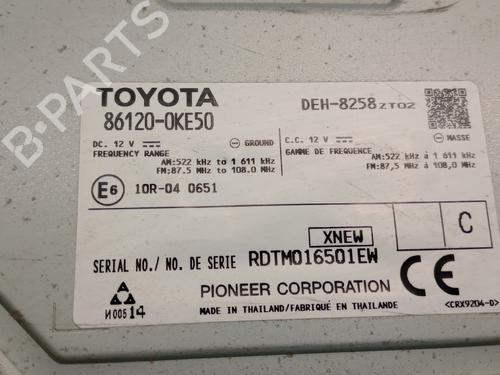 B-PARTS
TOYOTA
DEH-8258ZT02
86120-0KE50
DC. 12 V ⎓ ⊖ GROUND
C.C. 12 V ⎓ ⊖ MASSE
FREQUENCY RANGE
GAMME DE FREQUENCE
AM:522 kHz to 1 611 kHz
AM:522 kHz à 1 611 kHz
FM:87.5 MHz to 108.0 MHz
FM:87,5 MHz à 108,0 MHz
E6 10R-04 0651
XNEW
C
SERIAL NO./ NO. DE SERIE RDTM016501EW
CE
PIONEER CORPORATION
И00514
MADE IN THAILAND/FABRIQUÉ EN THAILANDE
<CRX9204-D>